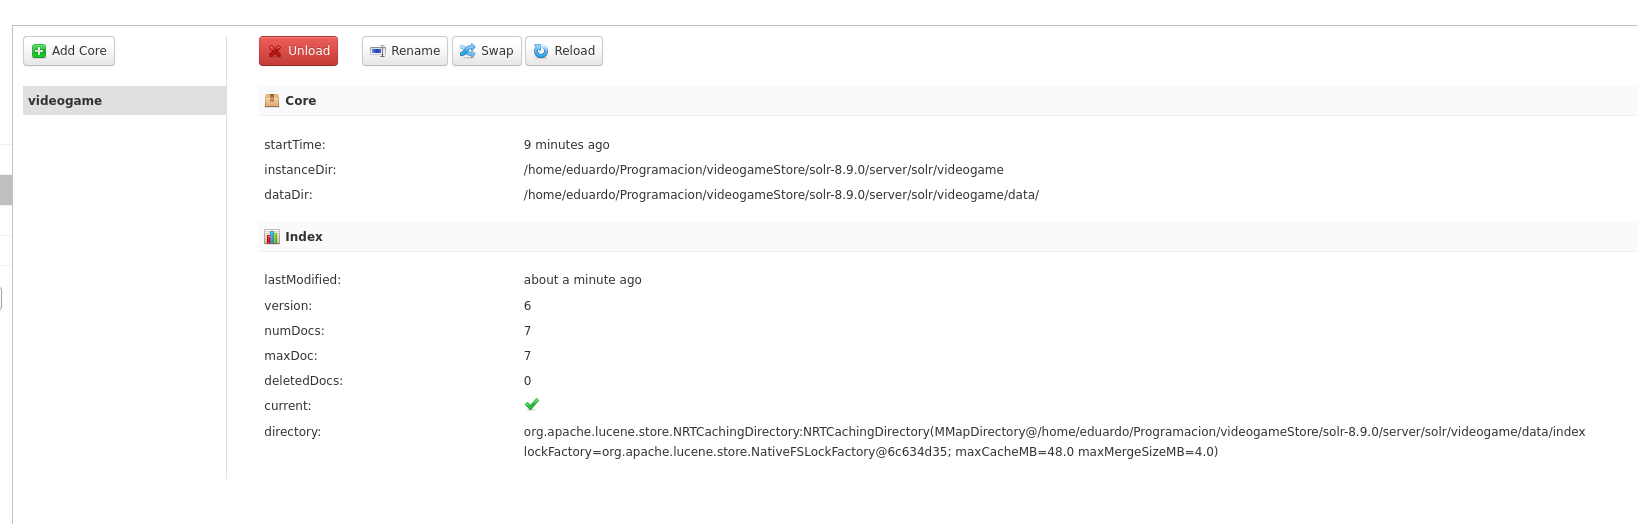 Add Core
Unload Rename Swap Reload
videogame
Core
startTime: 9 minutes ago
instanceDir: /home/eduardo/Programacion/videogameStore/solr-8.9.0/server/solr/videogame
dataDir: /home/eduardo/Programacion/videogameStore/solr-8.9.0/server/solr/videogame/data/
Index
lastModified: about a minute ago
version: 6
numDocs: 7
maxDoc: 7
deletedDocs: 0
current:
directory: org.apache.lucene.store.NRTCachingDirectory:NRTCachingDirectory(MMapDirectory@/home/eduardo/Programacion/videogameStore/solr-8.9.0/server/solr/videogame/data/index
lockFactory=org.apache.lucene.store.NativeFSLockFactory@6c634d35; maxCacheMB=48.0 maxMergeSizeMB=4.0)